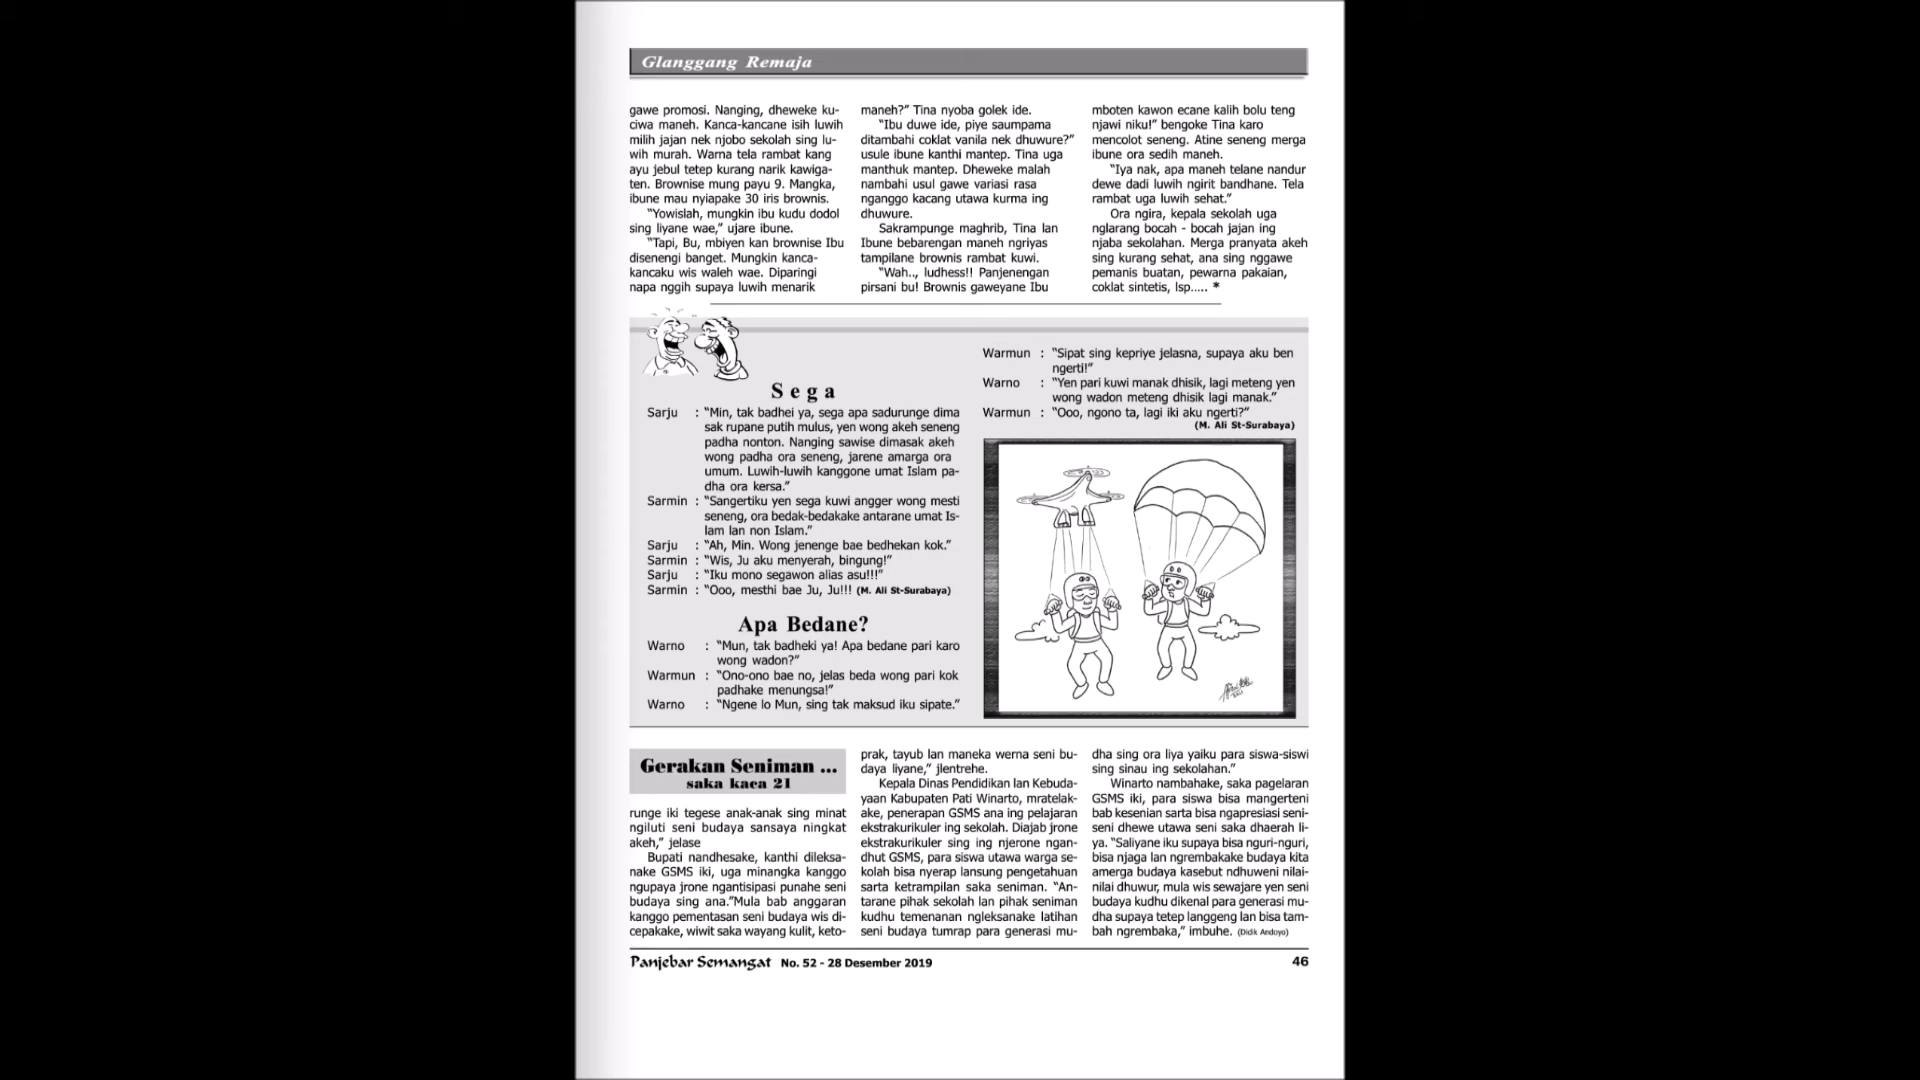 Glanggang Remaja
gawe promosi. Nanging, dheweke ku-
ciwa maneh. Kanca-kancane isih luwih
milih jajan nek njobo sekolah sing lu-
wih murah. Warna tela rambat kang
ayu jebul tetep kurang narik kawiga-
ten. Brownise mung payu 9. Mangka,
ibune mau nyiapake 30 iris brownis.
“Yowislah, mungkin ibu kudu dodol
sing liyane wae,” ujare ibune.
“Tapi, Bu, mbiyen kan brownise Ibu
disenengi banget. Mungkin kanca-
kancaku wis waleh wae. Diparingi
napa nggih supaya luwih menarik
maneh?” Tina nyoba golek ide.
“Ibu duwe ide, piye saumpama
ditambahi coklat vanila nek dhuwure?”
usule ibune kanthi mantep. Tina uga
manthuk mantep. Dheweke malah
nambahi usul gawe variasi rasa
nganggo kacang utawa kurma ing
dhuwure.
Sakrampunge maghrib, Tina lan
Ibune bebarengan maneh ngriyas
tampilane brownis rambat kuwi.
“Wah.., ludhess!! Panjenengan
pirsani bu! Brownis gaweyane Ibu
mboten kawon ecane kalih bolu teng
njawi niku!” bengoke Tina karo
mencolot seneng. Atine seneng merga
ibune ora sedih maneh.
“Iya nak, apa maneh telane nandur
dewe dadi luwih ngirit bandhane. Tela
rambat uga luwih sehat.”
Ora ngira, kepala sekolah uga
nglarang bocah - bocah jajan ing
njaba sekolahan. Merga pranyata akeh
sing kurang sehat, ana sing nggawe
pemanis buatan, pewarna pakaian,
coklat sintetis, lsp..... *
Sega
Sarju : “Min, tak badhei ya, sega apa sadurunge dima
sak rupane putih mulus, yen wong akeh seneng
padha nonton. Nanging sawise dimasak akeh
wong padha ora seneng, jarene amarga ora
umum. Luwih-luwih kanggone umat Islam pa-
dha ora kersa.”
Sarmin : “Sangertiku yen sega kuwi angger wong mesti
seneng, ora bedak-bedakake antarane umat Is-
lam lan non Islam.”
Sarju : “Ah, Min. Wong jenenge bae bedhekan kok.”
Sarmin : “Wis, Ju aku menyerah, bingung!”
Sarju : “Iku mono segawon alias asu!!!”
Sarmin : “Ooo, mesthi bae Ju, Ju!!! (M. Ali St-Surabaya)
Apa Bedane?
Warno : “Mun, tak badheki ya! Apa bedane pari karo
wong wadon?”
Warmun : “Ono-ono bae no, jelas beda wong pari kok
padhake menungsa!”
Warno : “Ngene lo Mun, sing tak maksud iku sipate.”
Warmun : “Sipat sing kepriye jelasna, supaya aku ben
ngerti!”
Warno : “Yen pari kuwi manak dhisik, lagi meteng yen
wong wadon meteng dhisik lagi manak.”
Warmun : “Ooo, ngono ta, lagi iki aku ngerti?”
(M. Ali St-Surabaya)
Gerakan Seniman ...
saka kaca 21
runge iki tegese anak-anak sing minat
ngiluti seni budaya sansaya ningkat
akeh,” jelase
Bupati nandhesake, kanthi dileksa-
nake GSMS iki, uga minangka kanggo
ngupaya jrone ngantisipasi punahe seni
budaya sing ana.”Mula bab anggaran
kanggo pementasan seni budaya wis di-
cepakake, wiwit saka wayang kulit, keto-
prak, tayub lan maneka werna seni bu-
daya liyane,” jlentrehe.
Kepala Dinas Pendidikan lan Kebuda-
yaan Kabupaten Pati Winarto, mratelak-
ake, penerapan GSMS ana ing pelajaran
ekstrakurikuler ing sekolah. Diajab jrone
ekstrakurikuler sing ing njerone ngan-
dhut GSMS, para siswa utawa warga se-
kolah bisa nyerap lansung pengetahuan
sarta ketrampilan saka seniman. “An-
tarane pihak sekolah lan pihak seniman
kudhu temenanan ngleksanake latihan
seni budaya tumrap para generasi mu-
dha sing ora liya yaiku para siswa-siswi
sing sinau ing sekolahan.”
Winarto nambahake, saka pagelaran
GSMS iki, para siswa bisa mangerteni
bab kesenian sarta bisa ngapresiasi seni-
seni dhewe utawa seni saka dhaerah li-
ya. “Saliyane iku supaya bisa nguri-nguri,
bisa njaga lan ngrembakake budaya kita
amerga budaya kasebut ndhuweni nilai-
nilai dhuwur, mula wis sewajare yen seni
budaya kudhu dikenal para generasi mu-
dha supaya tetep langgeng lan bisa tam-
bah ngrembaka,” imbuhe. (Didik Andoyo)
Panjebar Semangat No. 52 - 28 Desember 2019
46